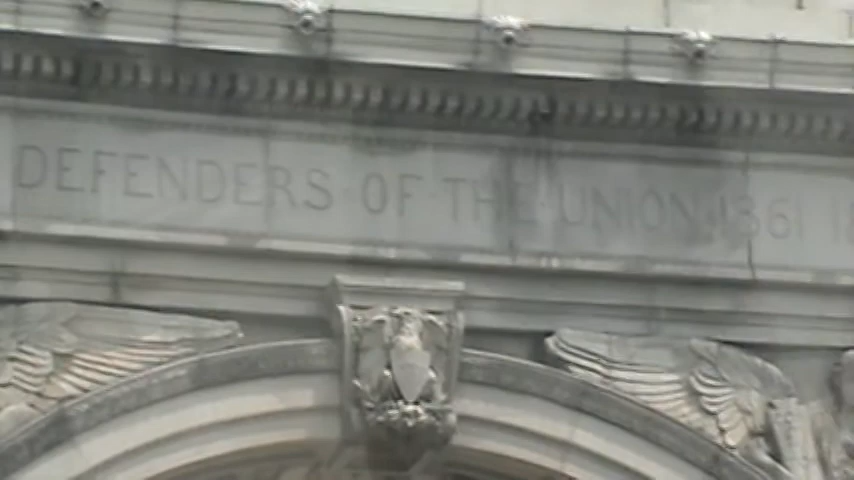 DEFENDERS OF THE UNION 1861